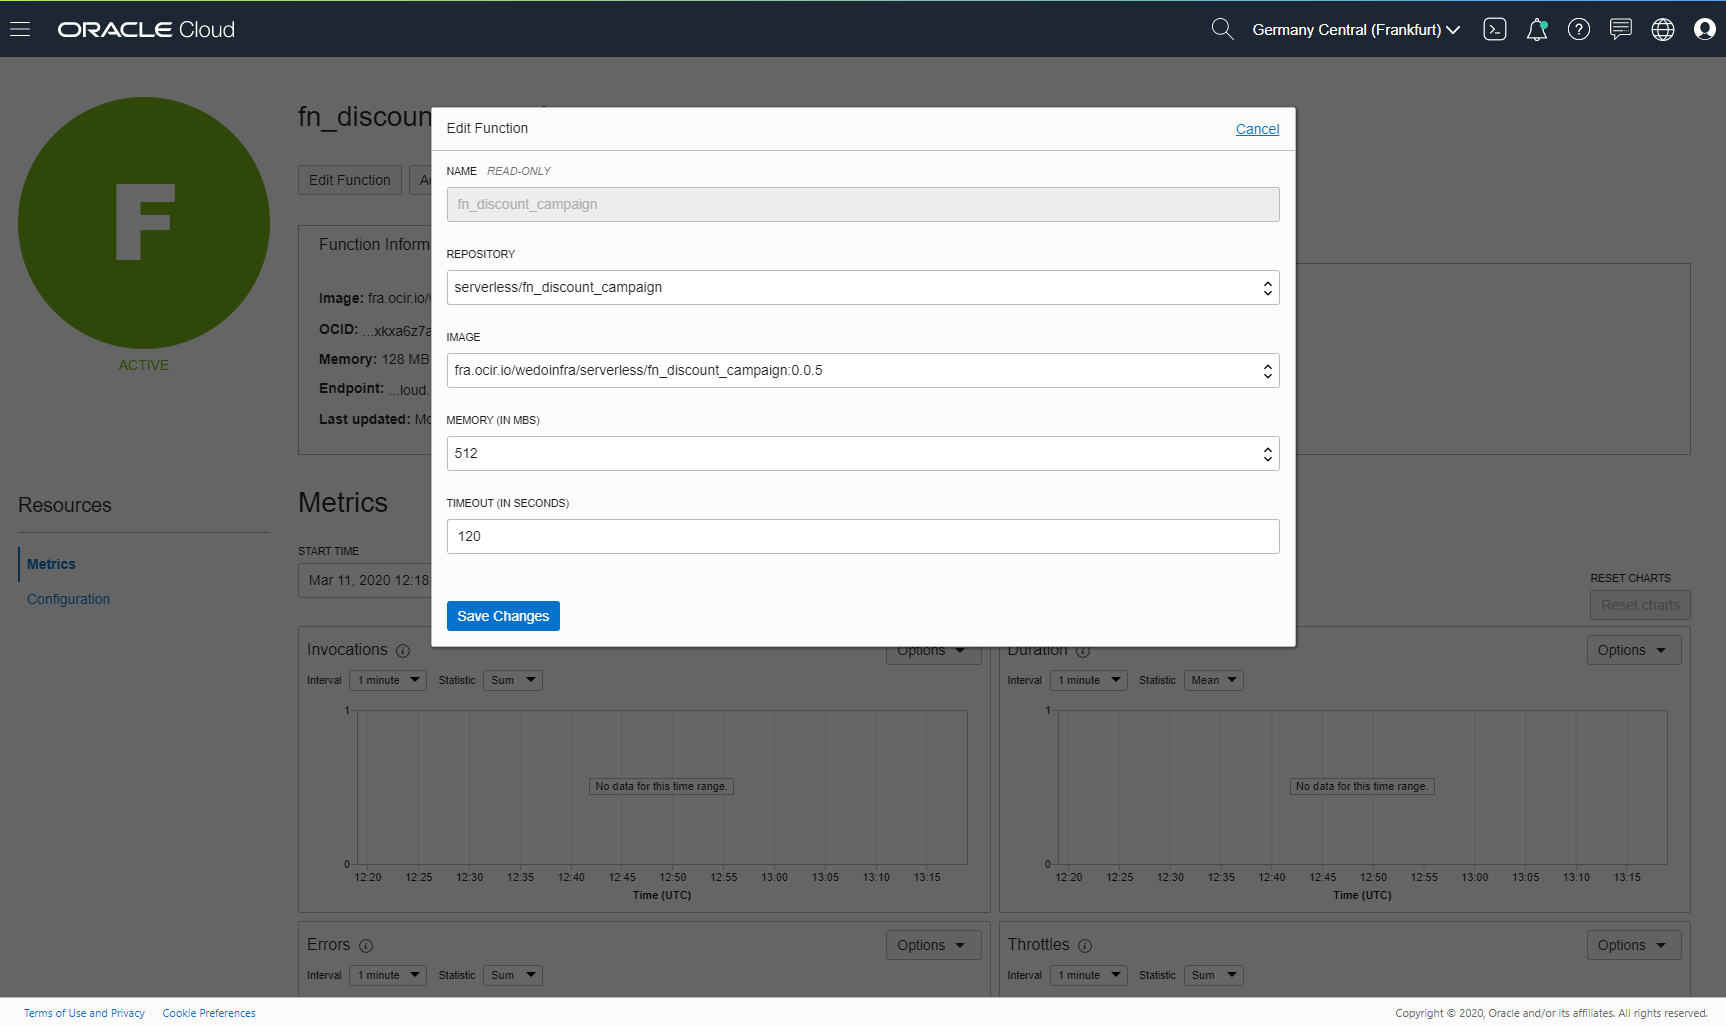 ORACLE Cloud
Germany Central (Frankfurt)
F
ACTIVE
Resources
Metrics
Configuration
fn_discoun
Edit Function
Function Inform
Image: fra.ocir.io/
OCID: ...xkxa6z7a
Memory: 128 MB
Endpoint: ...loud.
Last updated: Mo
Edit Function
Cancel
NAME READ-ONLY
fn_discount_campaign
REPOSITORY
serverless/fn_discount_campaign
IMAGE
fra.ocir.io/wedoinfra/serverless/fn_discount_campaign:0.0.5
MEMORY (IN MBS)
512
TIMEOUT (IN SECONDS)
120
Save Changes
Metrics
START TIME
Mar 11, 2020 12:18
RESET CHARTS
Reset charts
Invocations
Options
Interval 1 minute Statistic Sum
1
No data for this time range.
0
12:20 12:25 12:30 12:35 12:40 12:45 12:50 12:55 13:00 13:05 13:10 13:15
Time (UTC)
Duration
Options
Interval 1 minute Statistic Mean
1
No data for this time range.
0
12:20 12:25 12:30 12:35 12:40 12:45 12:50 12:55 13:00 13:05 13:10 13:15
Time (UTC)
Errors
Options
Interval 1 minute Statistic Sum
Throttles
Options
Interval 1 minute Statistic Sum
Terms of Use and Privacy Cookie Preferences
Copyright © 2020, Oracle and/or its affiliates. All rights reserved.